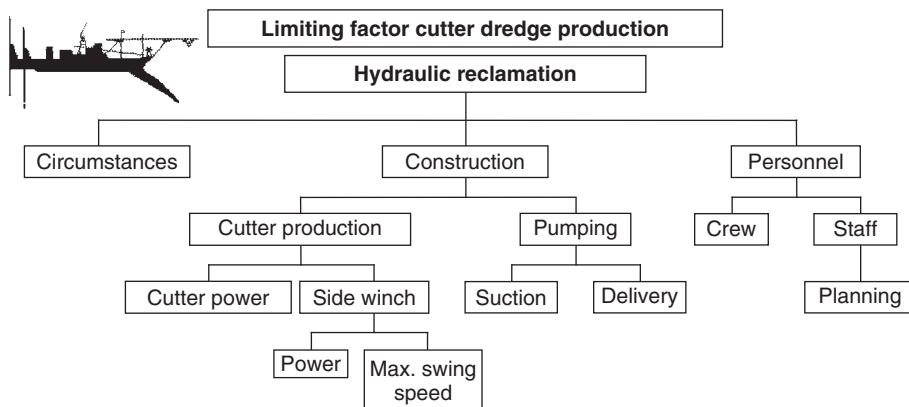 Limiting factor cutter dredge production
Hydraulic reclamation
Circumstances
Construction
Personnel
Cutter production
Pumping
Crew
Staff
Cutter power
Side winch
Suction
Delivery
Planning
Power
Max. swing
speed